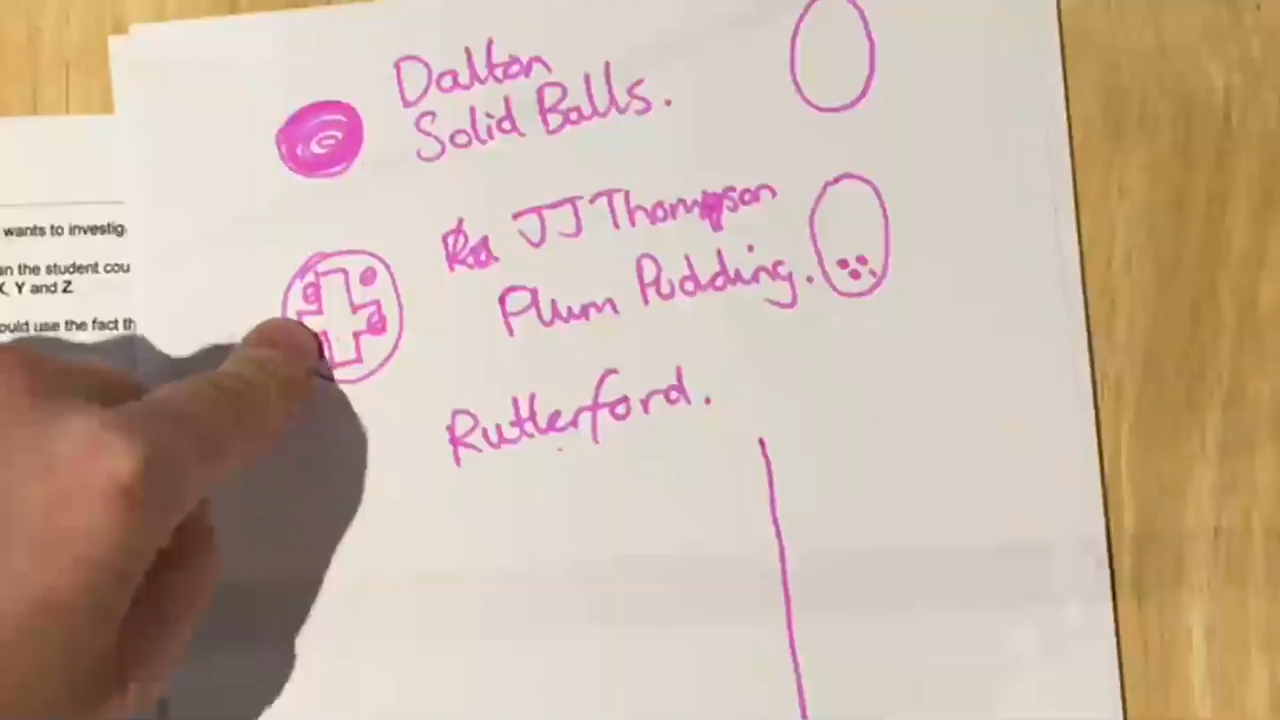 Dalton
Solid Balls.
JJ Thompson
Plum Pudding.
Rutherford.
wants to investig
an the student cou
X, Y and Z
ould use the fact th